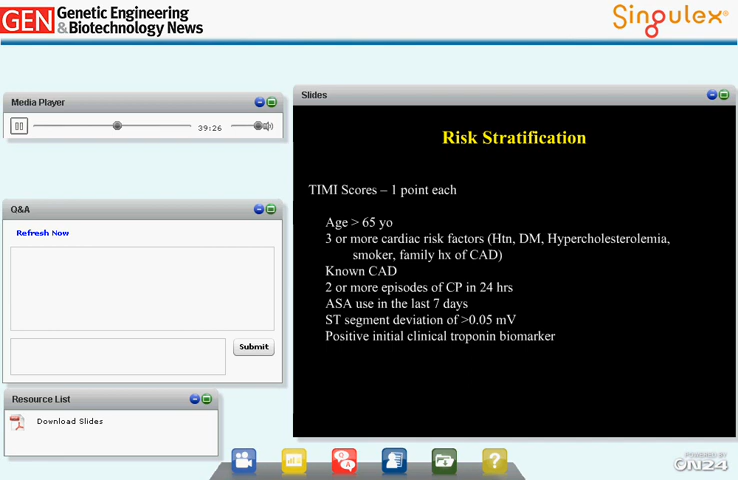 GEN Genetic Engineering
& Biotechnology News
Singulex®
Media Player
39:26
Slides
Risk Stratification
TIMI Scores – 1 point each
Age > 65 yo
3 or more cardiac risk factors (Htn, DM, Hypercholesterolemia,
smoker, family hx of CAD)
Known CAD
2 or more episodes of CP in 24 hrs
ASA use in the last 7 days
ST segment deviation of >0.05 mV
Positive initial clinical troponin biomarker
Q&A
Refresh Now
Submit
Resource List
Download Slides
Q
A
?
POWERED BY
ON24